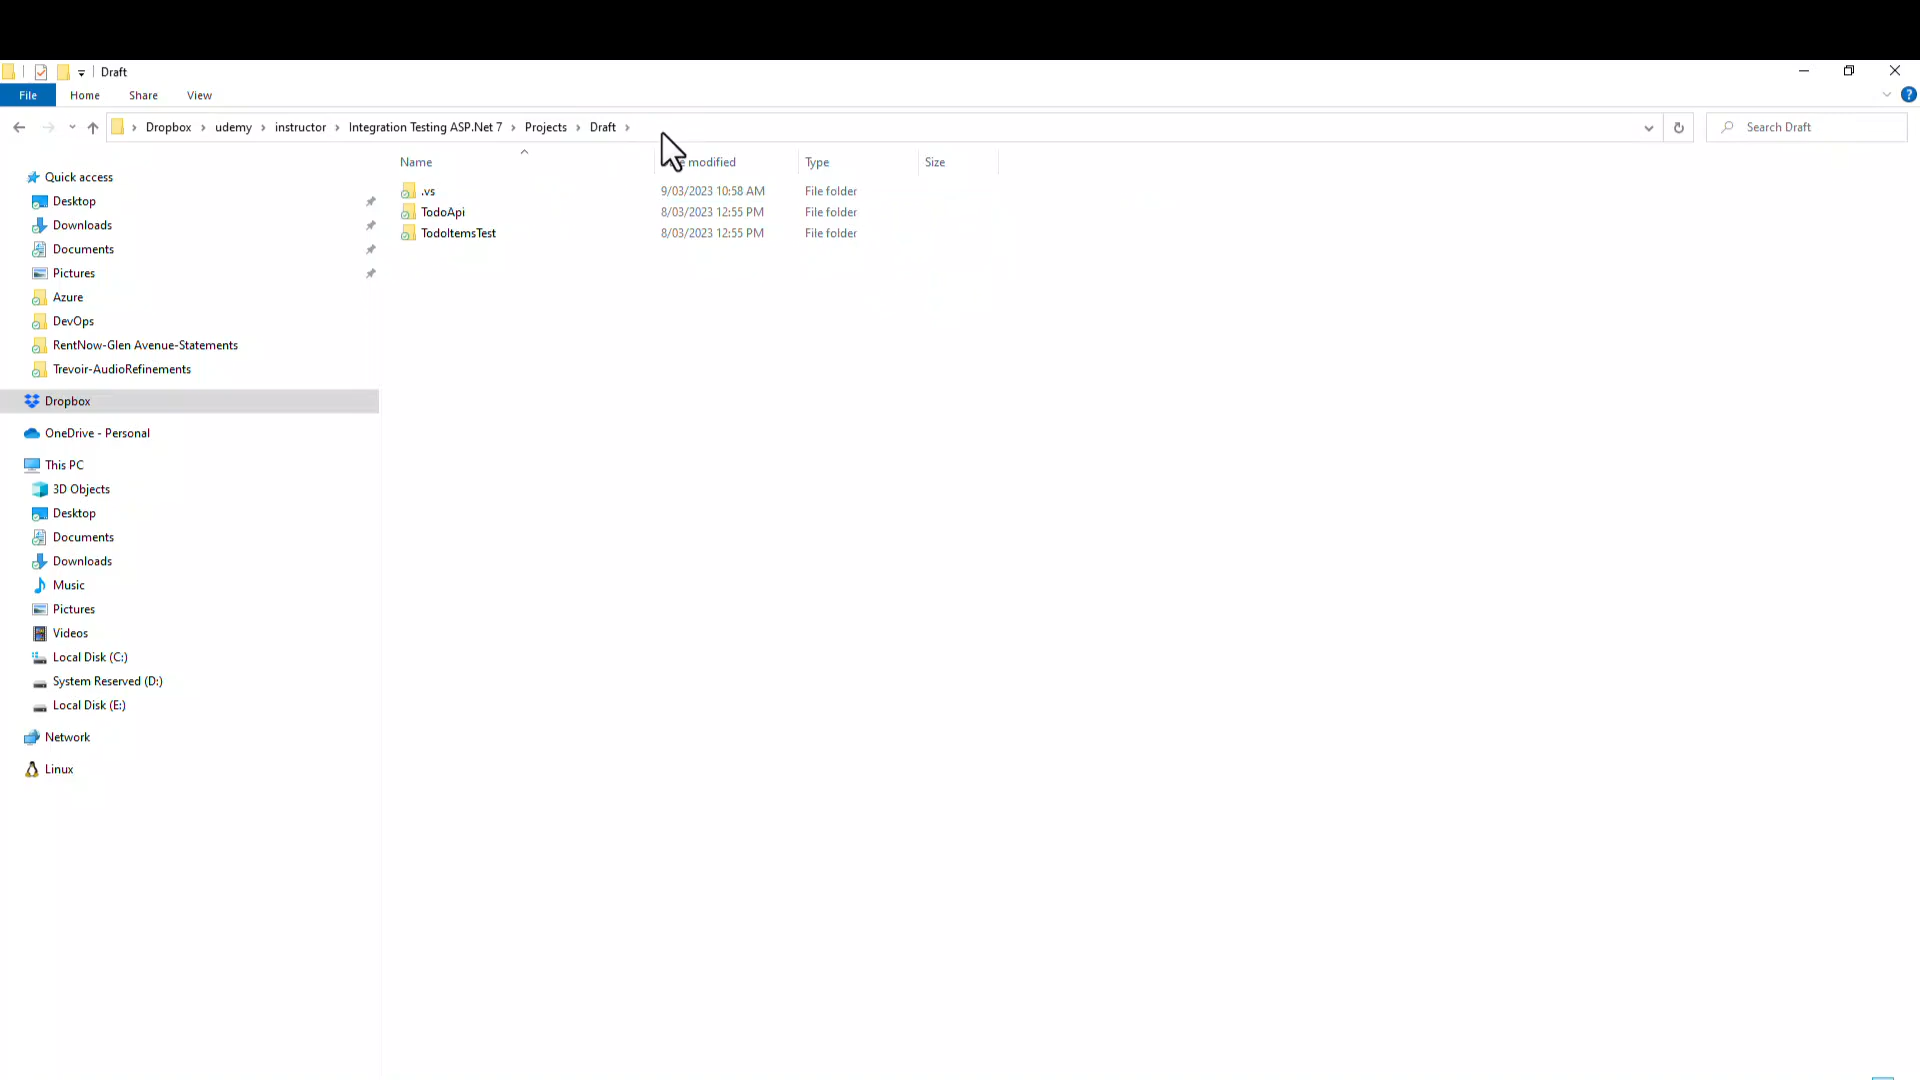 Draft
File Home Share View
Dropbox udemy instructor Integration Testing ASP.Net 7 Projects Draft
Search Draft
Name modified Type Size
.vs 9/03/2023 10:58 AM File folder
TodoApi 8/03/2023 12:55 PM File folder
TodoItemsTest 8/03/2023 12:55 PM File folder
Quick access
Desktop
Downloads
Documents
Pictures
Azure
DevOps
RentNow-Glen Avenue-Statements
Trevoir-AudioRefinements
Dropbox
OneDrive - Personal
This PC
3D Objects
Desktop
Documents
Downloads
Music
Pictures
Videos
Local Disk (C:)
System Reserved (D:)
Local Disk (E:)
Network
Linux